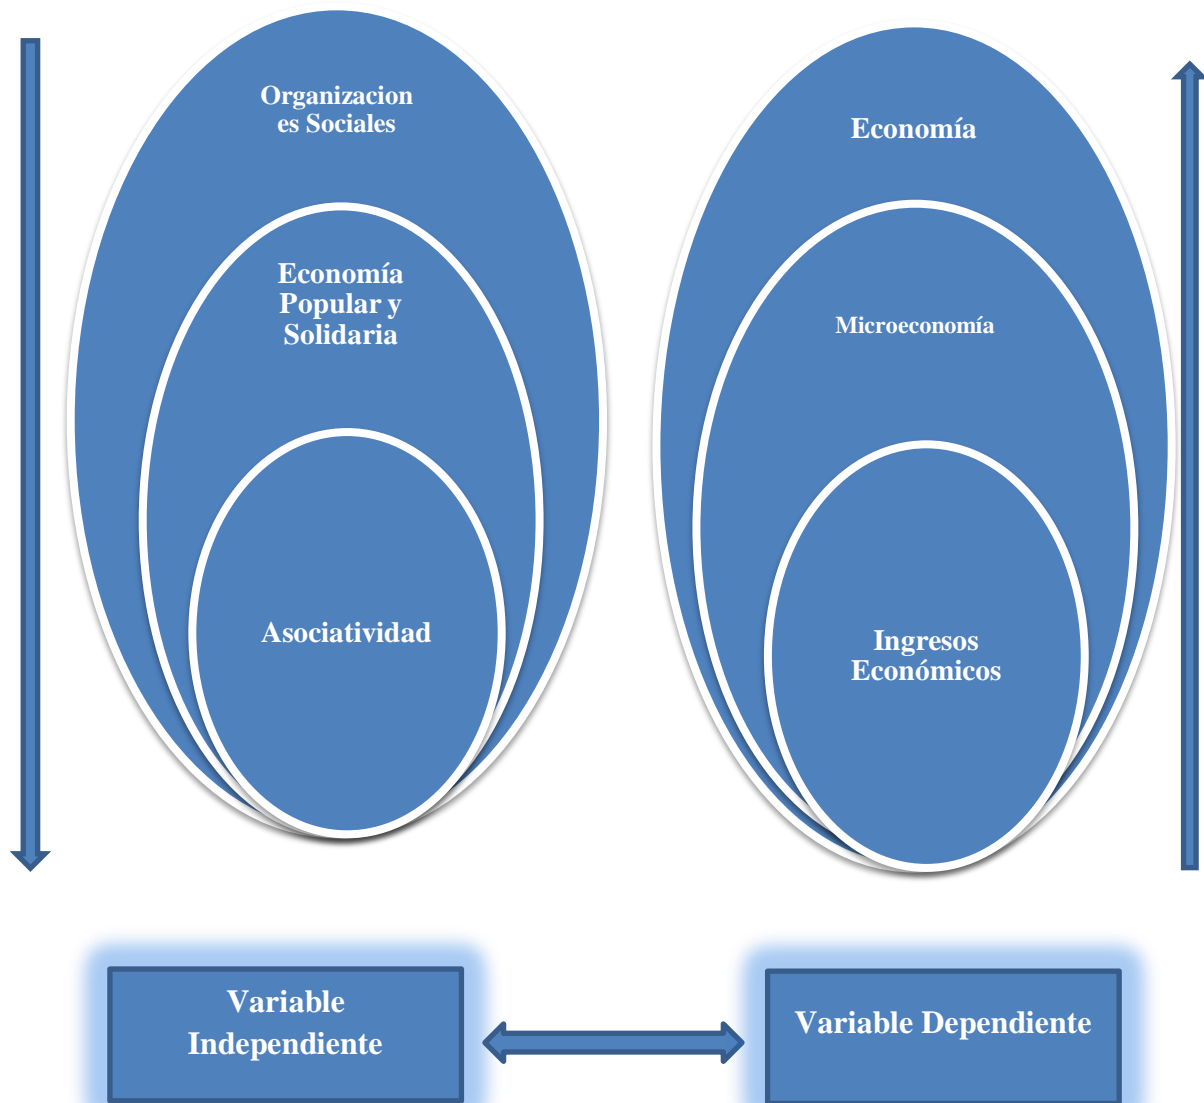 Organizacion
es Sociales
Economía
Popular y
Solidaria
Asociatividad
Economía
Microeconomía
Ingresos
Económicos
Variable
Independiente
Variable Dependiente